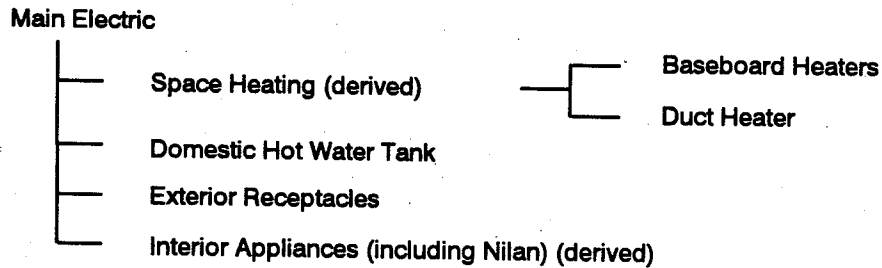 Main Electric
Space Heating (derived)
Baseboard Heaters
Duct Heater
Domestic Hot Water Tank
Exterior Receptacles
Interior Appliances (including Nilan) (derived)